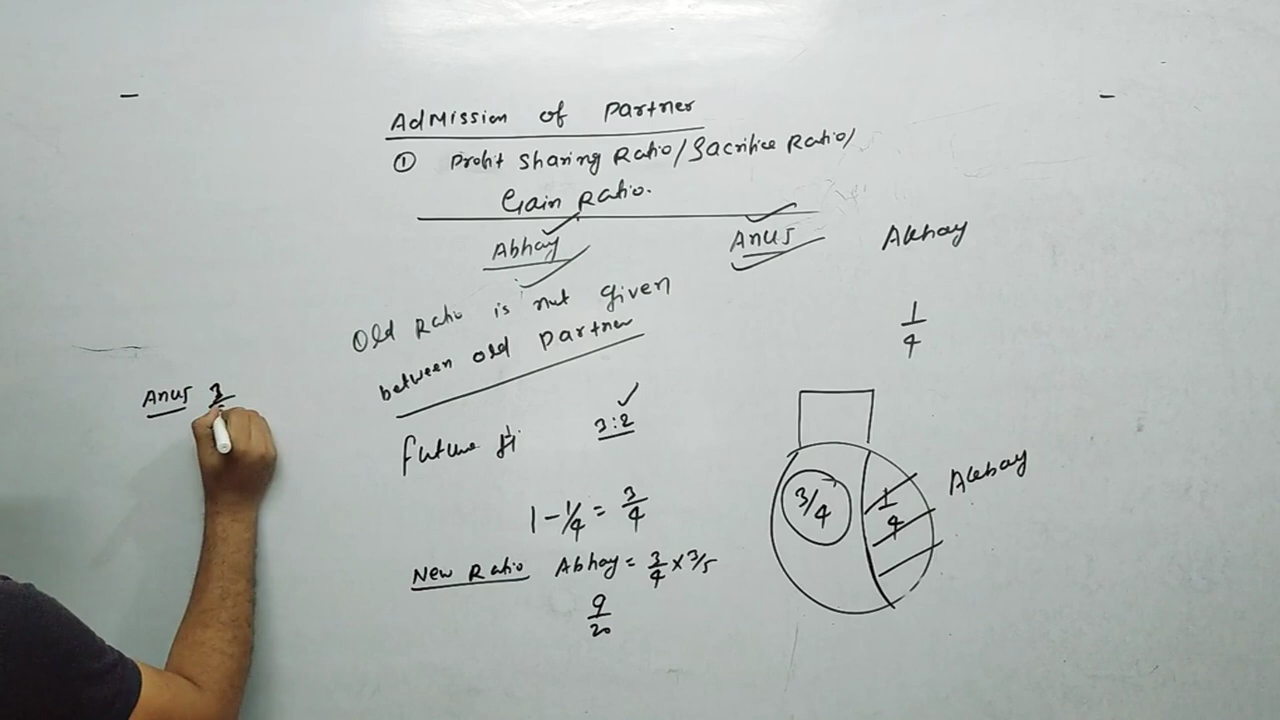 Admission of Partner
① Profit Sharing Ratio/Sacrifice Ratio/
Gain Ratio.
Abhay Anus Akhay
Old Ratio is not given
between old Partner
1/4
Anus 3
Future 3:2
1-1/4 = 3/4
3/4 1/4 Akbay
New Ratio Abhay = 3/4 x 3/5
9/20